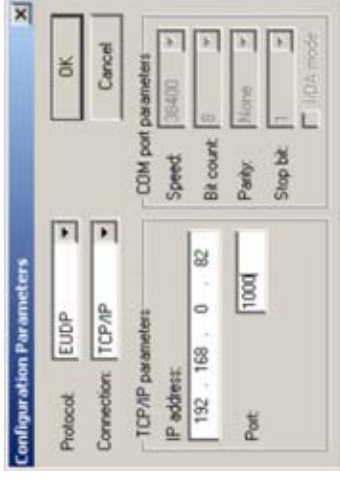 Configuration Parameters
Protocol: EUDP
Connection: TCP/IP
OK
Cancel
TCP/IP parameters
IP address:
192 . 168 . 0 . 82
Port: 1000
COM port parameters
Speed: 38400
Bit count: 8
Parity: None
Stop bit: 1
IrDA mode